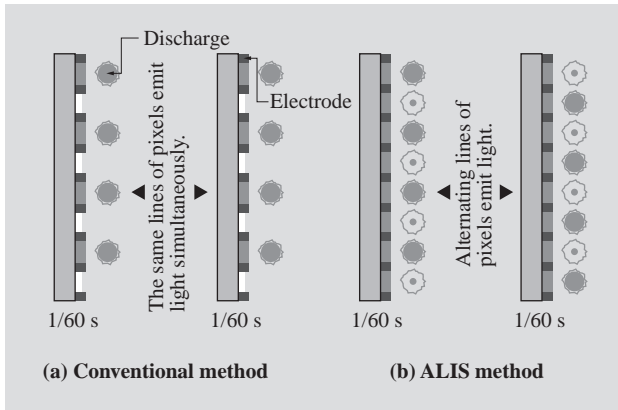 Discharge
Electrode
The same lines of pixels emit
light simultaneously.
1/60 s
1/60 s
(a) Conventional method
Alternating lines of
pixels emit light.
1/60 s
1/60 s
(b) ALIS method